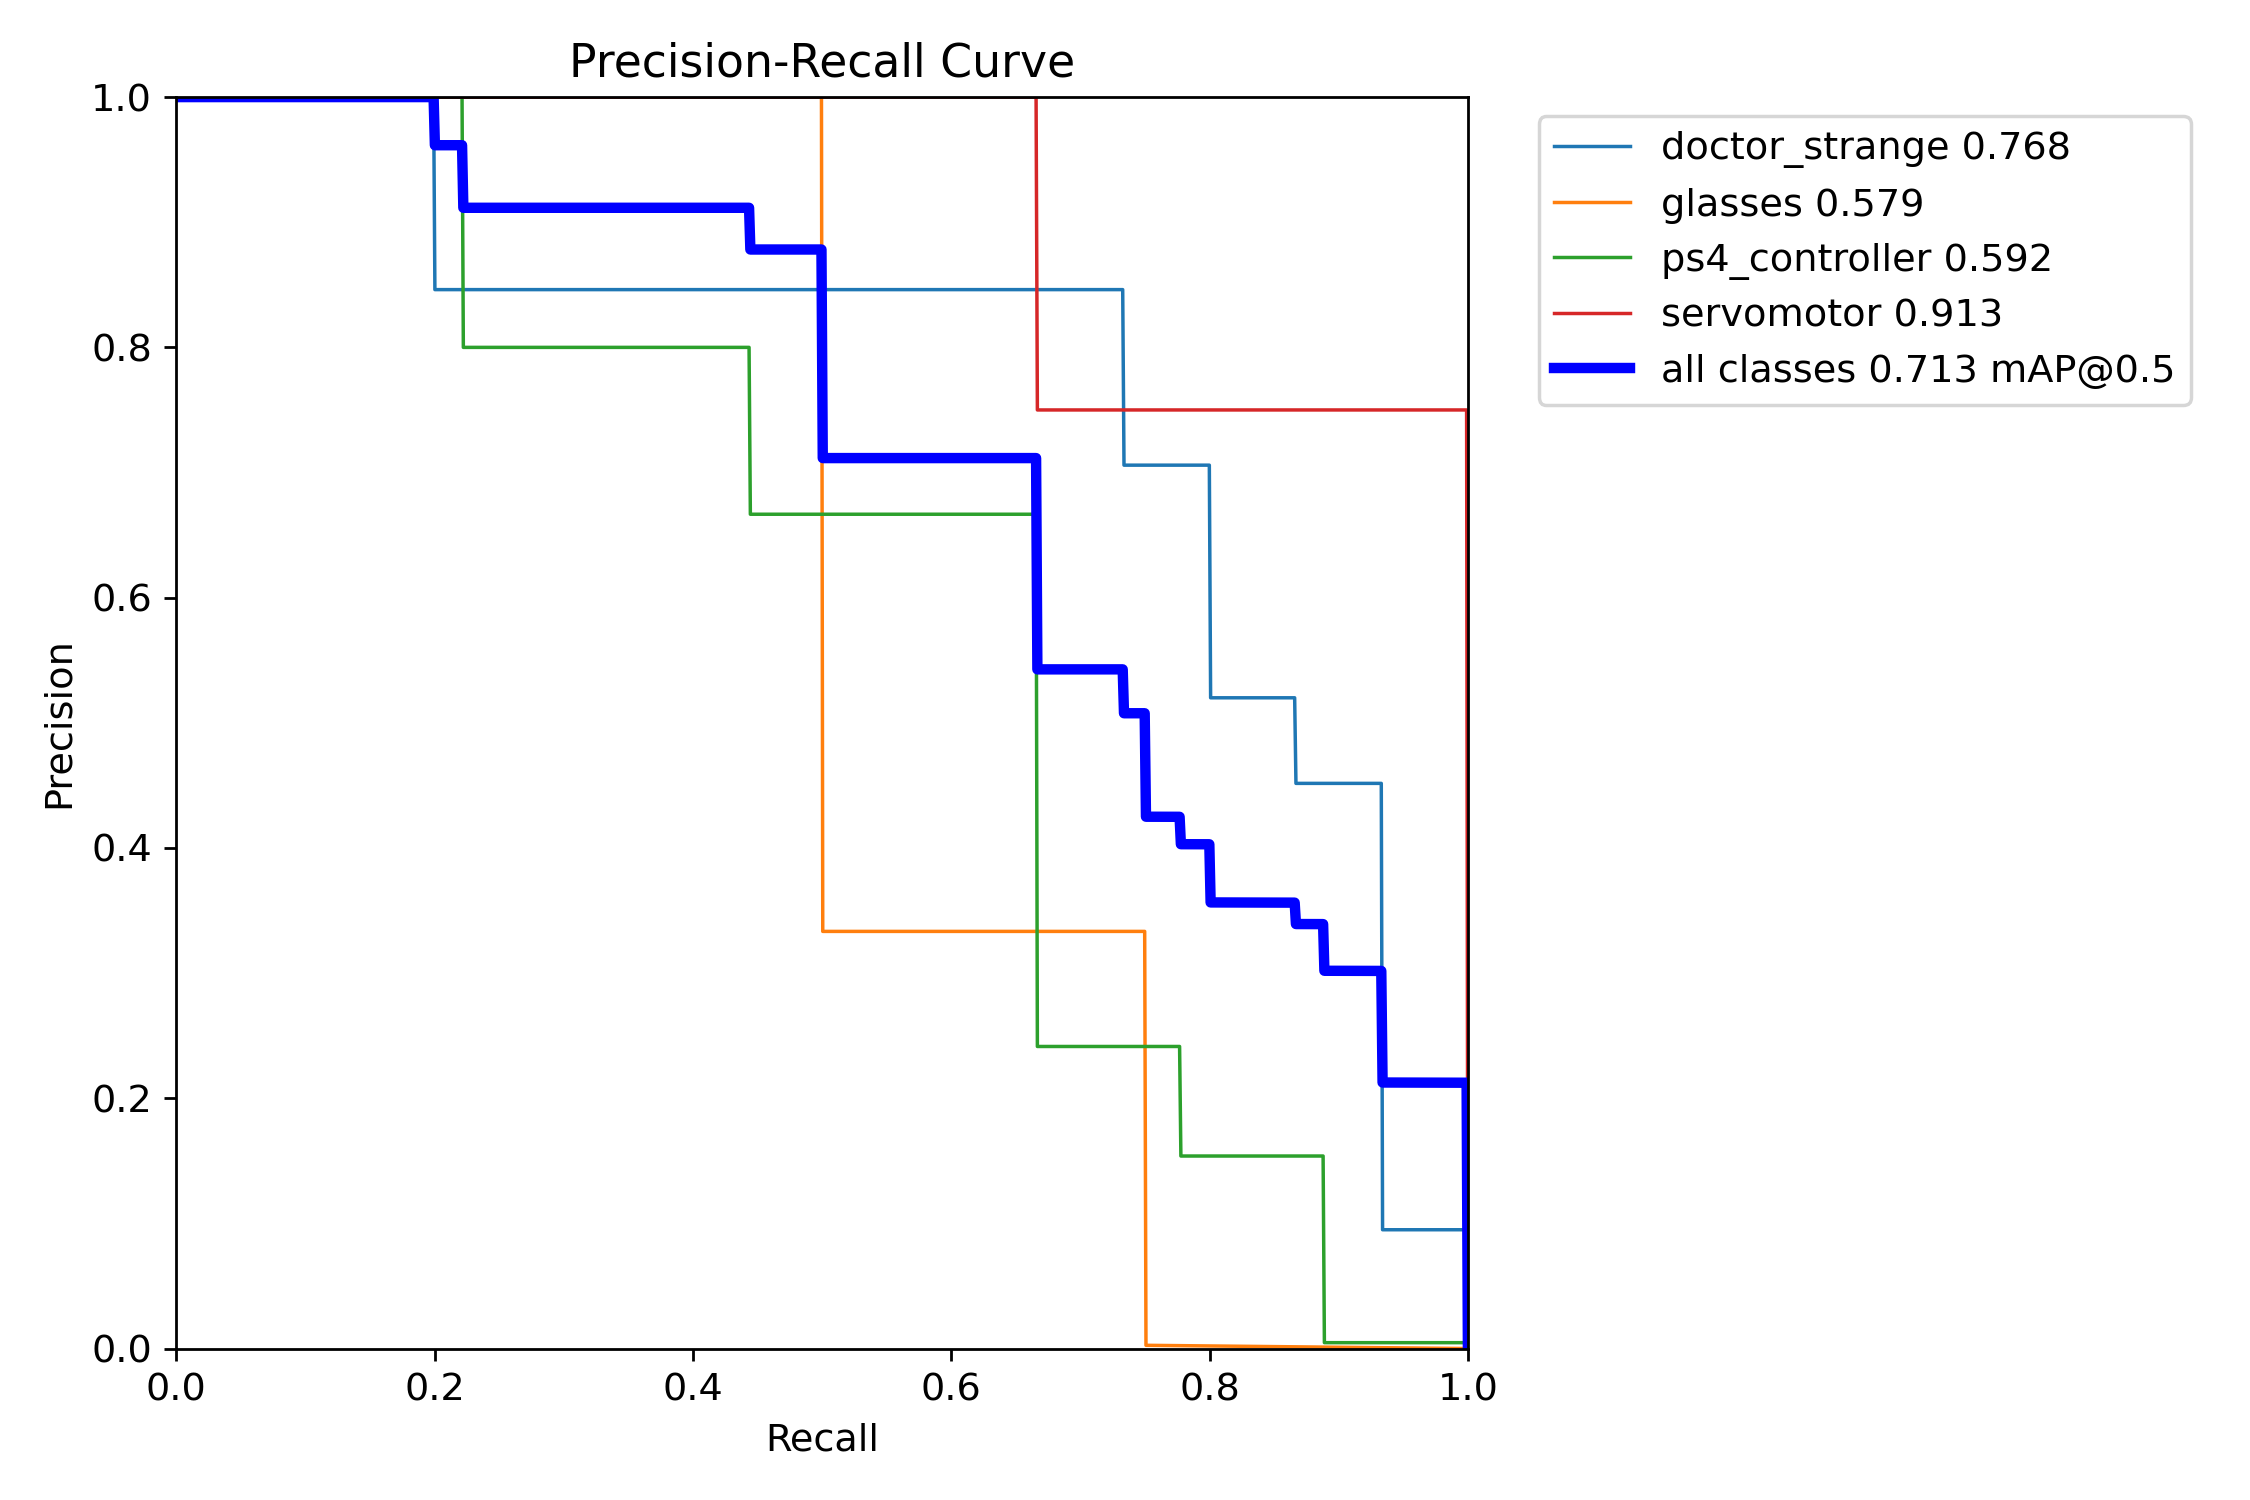 Precision-Recall Curve
1.0
0.8
0.6
0.4
0.2
0.0
Precision
0.0 0.2 0.4 0.6 0.8 1.0
Recall
doctor_strange 0.768
glasses 0.579
ps4_controller 0.592
servomotor 0.913
all classes 0.713 mAP@0.5